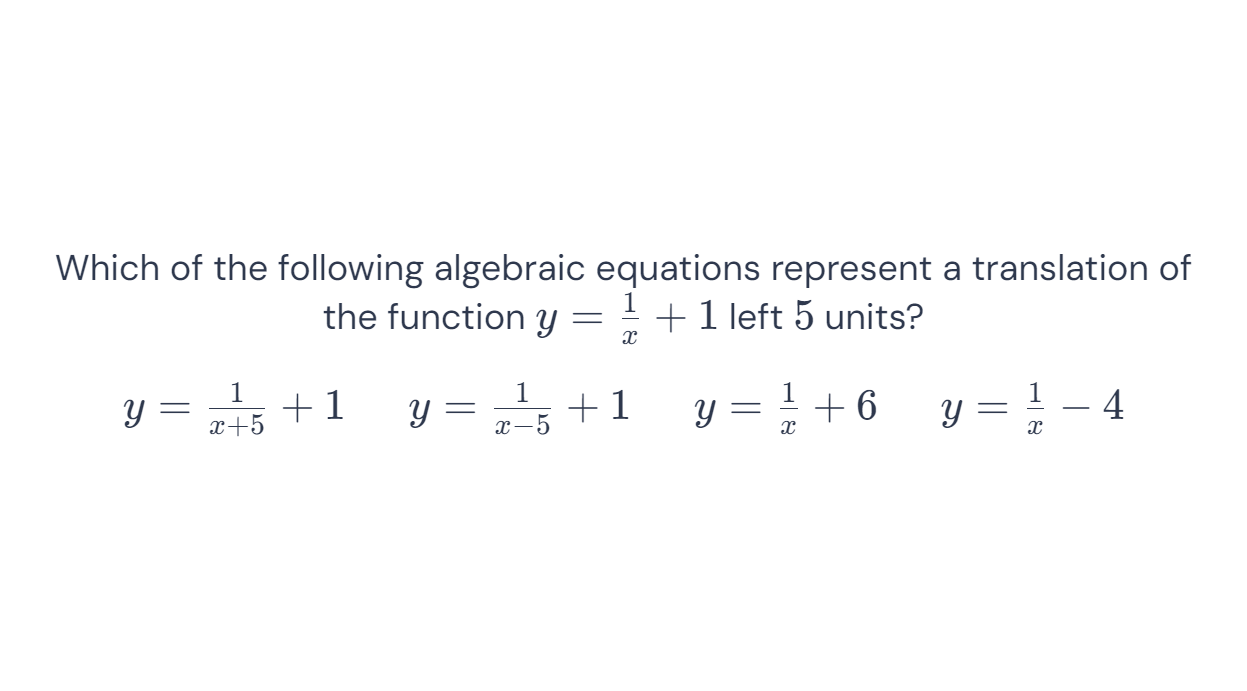 Which of the following algebraic equations represent a translation of
the function $y = \frac{1}{x} + 1$ left $5$ units?
$y = \frac{1}{x+5} + 1$ $y = \frac{1}{x-5} + 1$ $y = \frac{1}{x} + 6$ $y = \frac{1}{x} - 4$